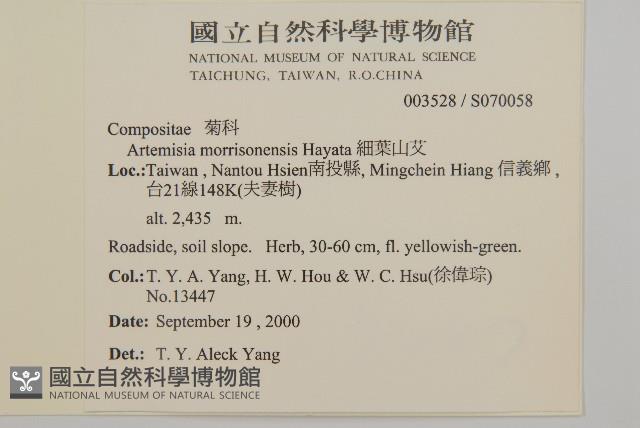 國立自然科學博物館
NATIONAL MUSEUM OF NATURAL SCIENCE
TAICHUNG, TAIWAN, R.O.CHINA
003528 / S070058
Compositae 菊科
Artemisia morrisonensis Hayata 細葉山艾
Loc.:Taiwan , Nantou Hsien南投縣, Mingchein Hiang 信義鄉 ,
台21線148K(夫妻樹)
alt. 2,435 m.
Roadside, soil slope. Herb, 30-60 cm, fl. yellowish-green.
Col.: T. Y. A. Yang, H. W. Hou & W. C. Hsu(徐偉琮)
No.13447
Date: September 19 , 2000
Det.: T. Y. Aleck Yang
國立自然科學博物館
NATIONAL MUSEUM OF NATURAL SCIENCE